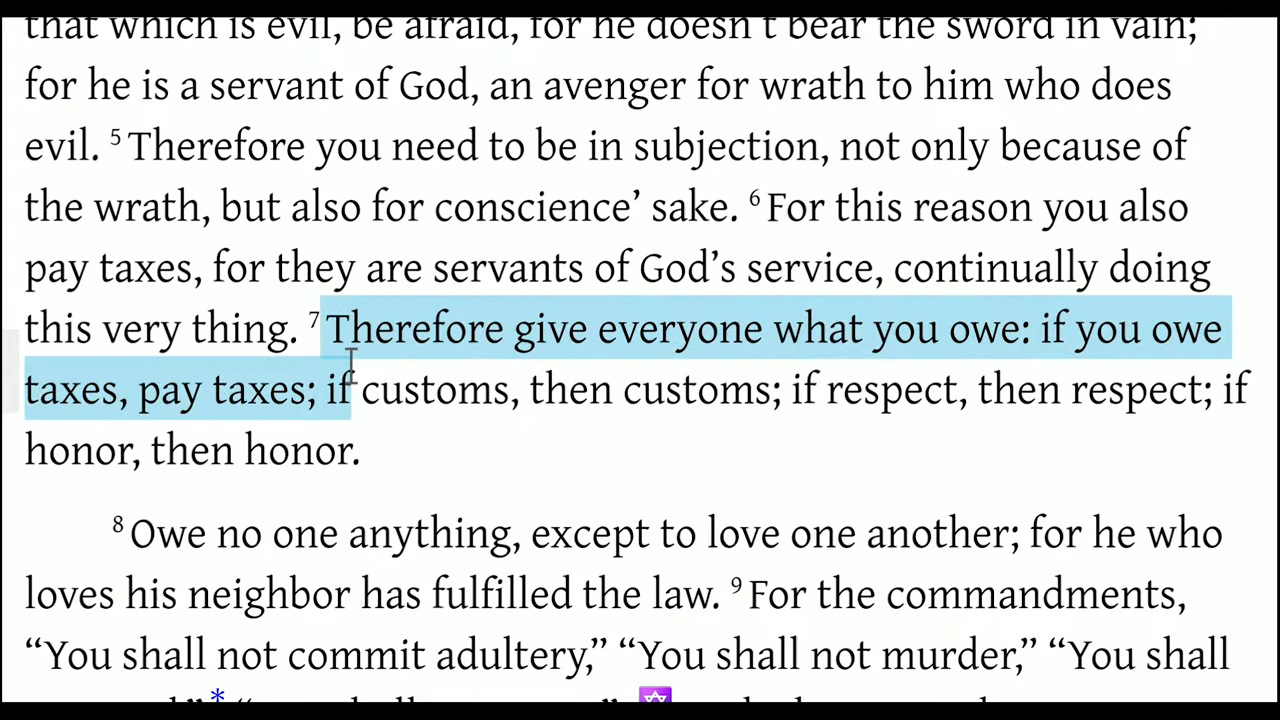 that which is evil, be afraid, for he doesn't bear the sword in vain;
for he is a servant of God, an avenger for wrath to him who does
evil. 5 Therefore you need to be in subjection, not only because of
the wrath, but also for conscience’ sake. 6 For this reason you also
pay taxes, for they are servants of God’s service, continually doing
this very thing. 7 Therefore give everyone what you owe: if you owe
taxes, pay taxes; if customs, then customs; if respect, then respect; if
honor, then honor.
8 Owe no one anything, except to love one another; for he who
loves his neighbor has fulfilled the law. 9 For the commandments,
“You shall not commit adultery,” “You shall not murder,” “You shall